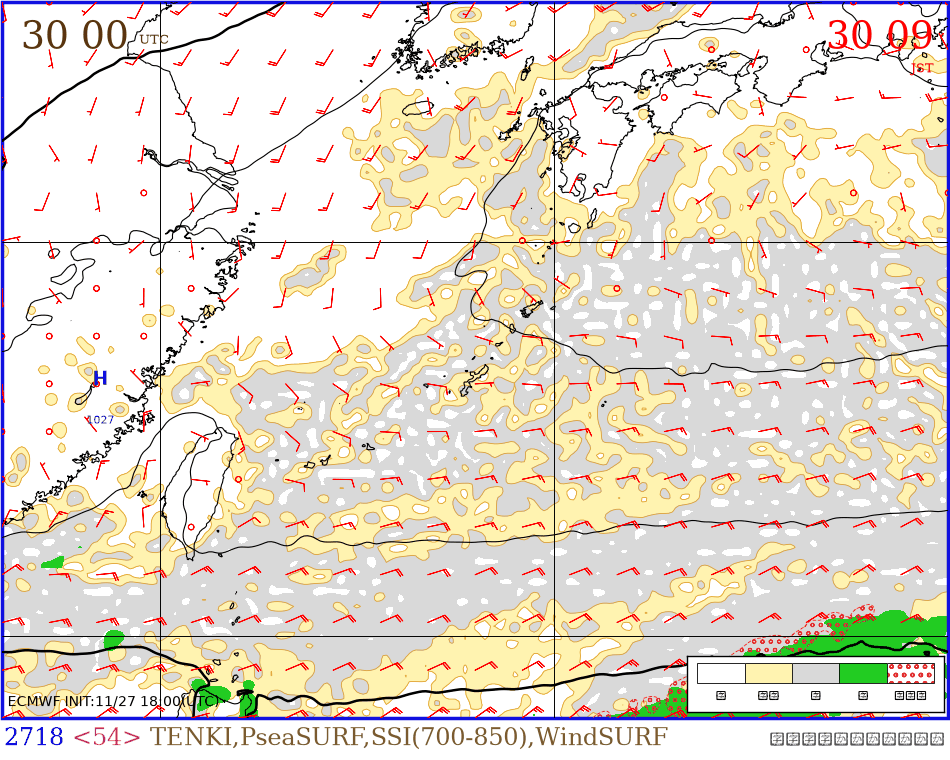 30 00 UTC
30 09 JST
H
1027
ECMWF INIT:11/27 18:00(UTC)
2718 <54> TENKI,PseaSURF,SSI(700-850),WindSURF